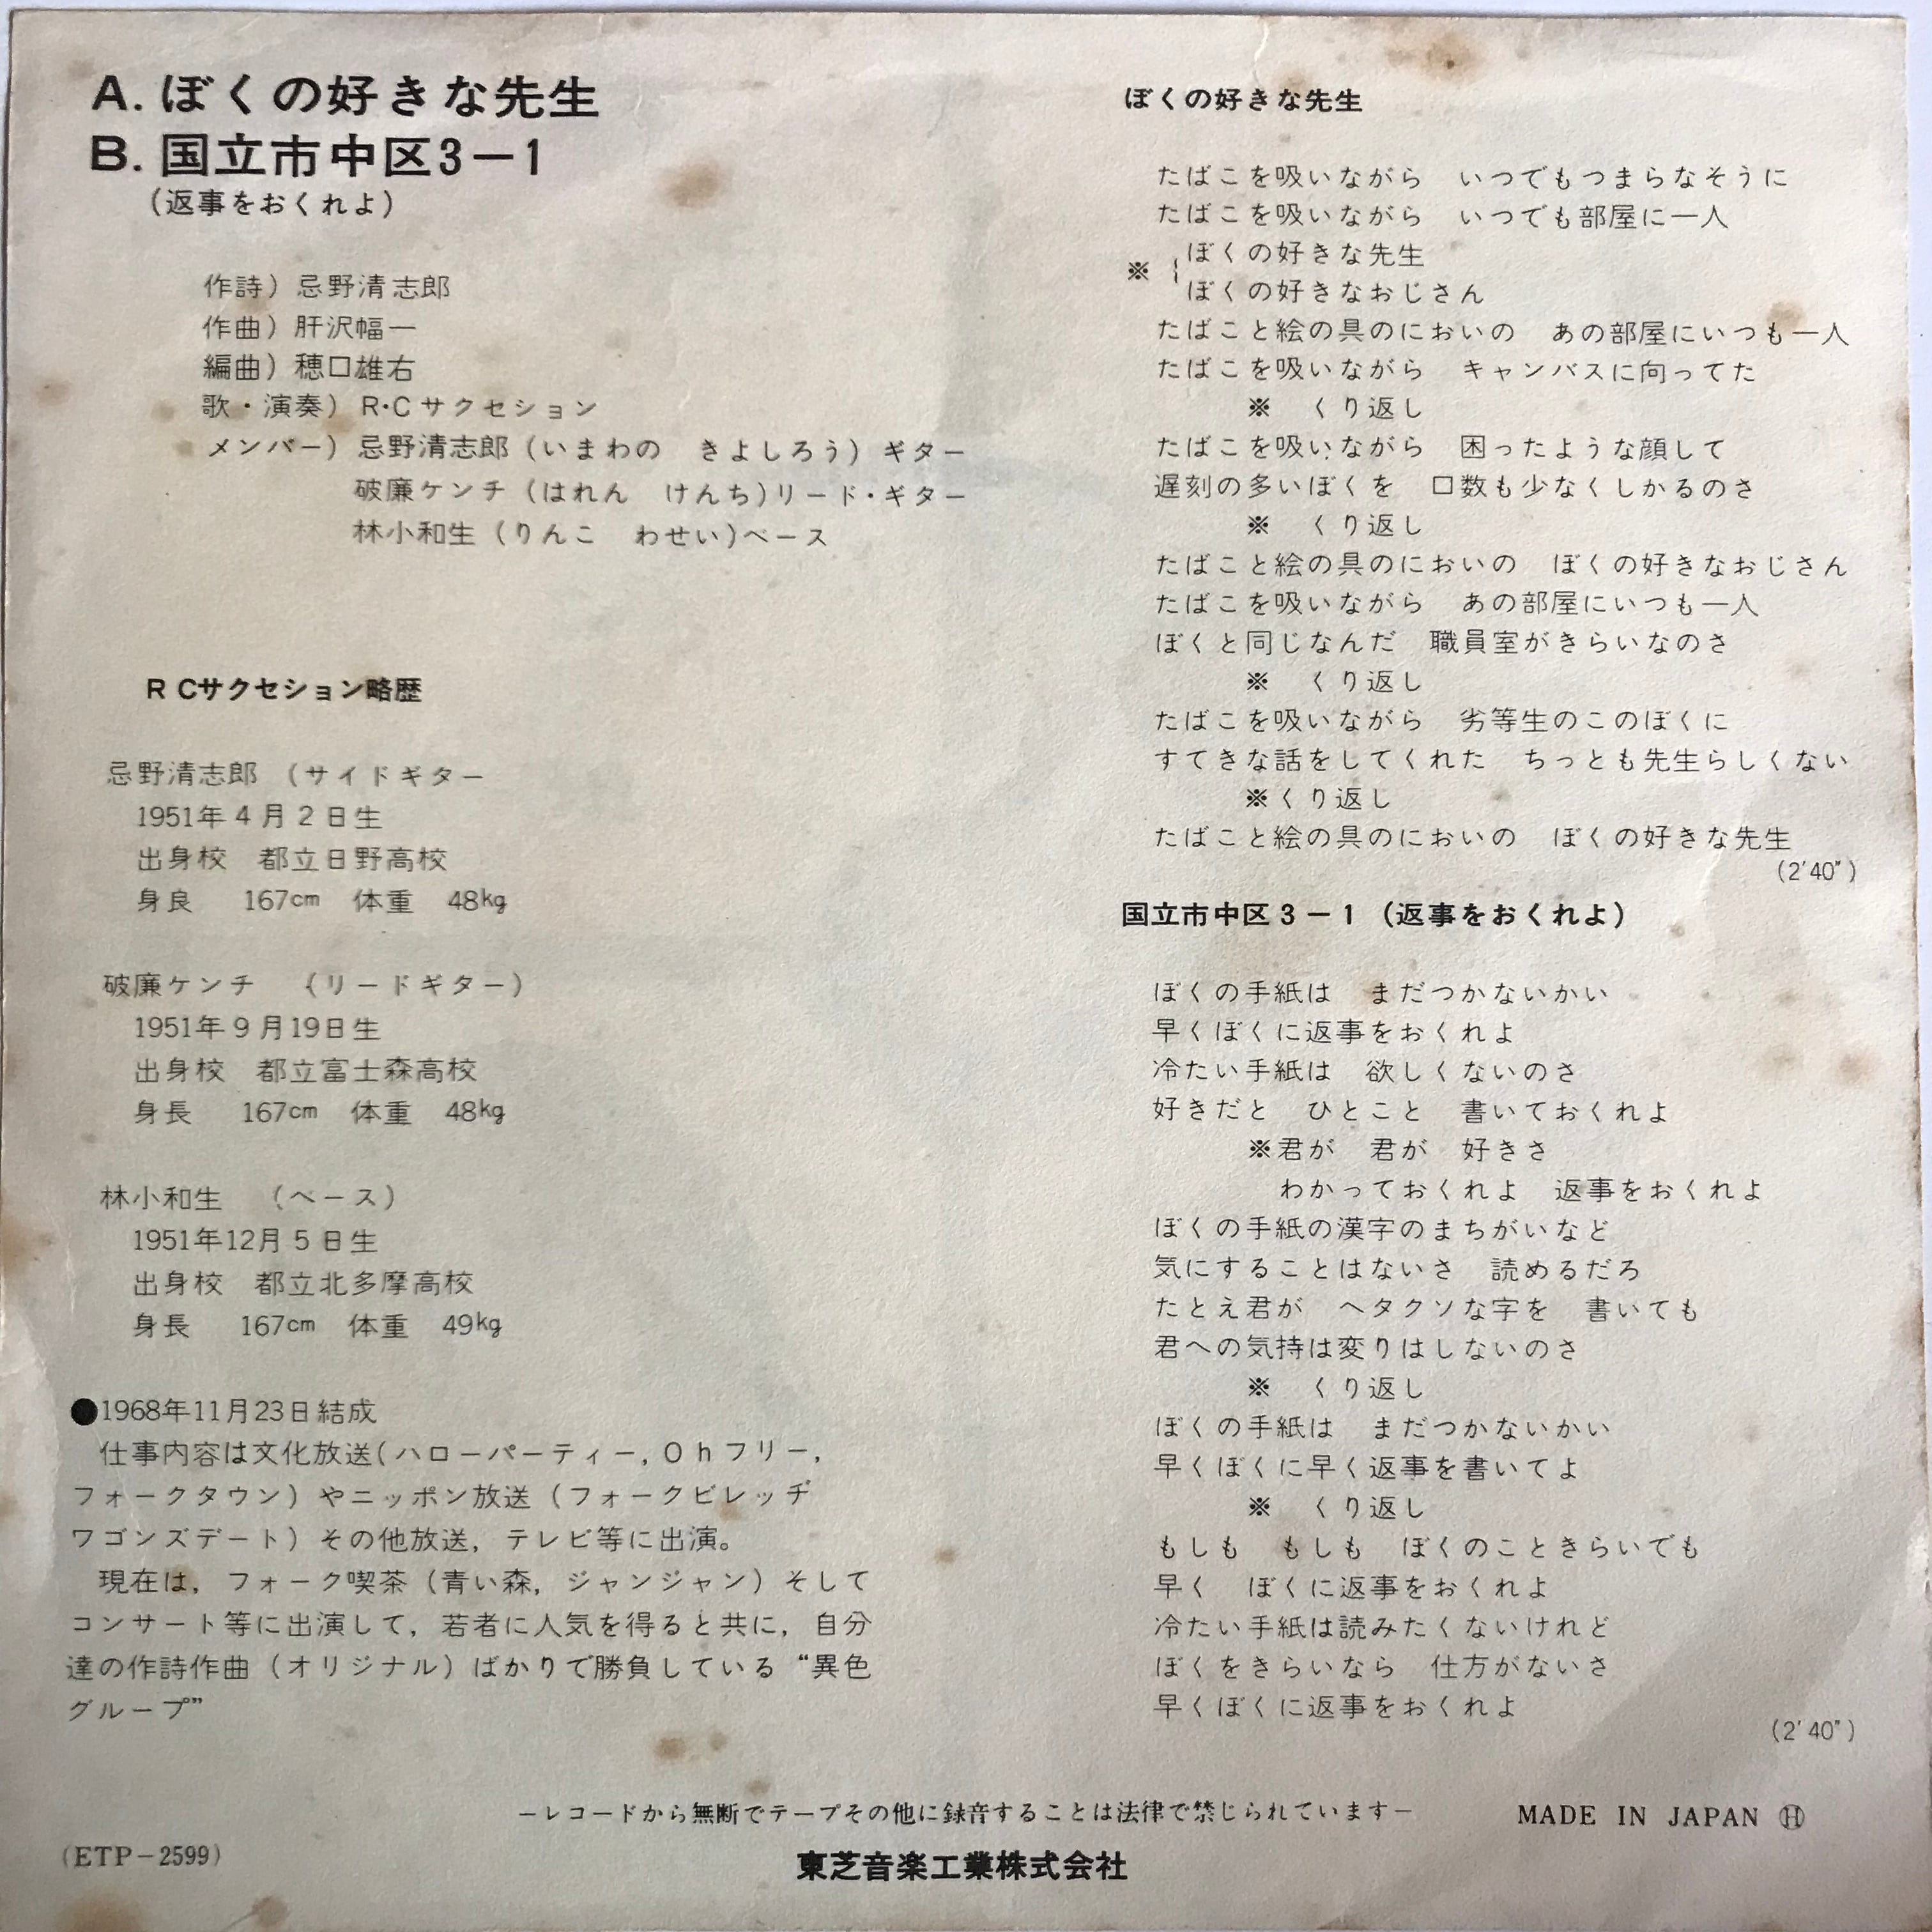 A. ぼくの好きな先生
B. 国立市中区3－1
(返事をおくれよ)
作詩) 忌野清志郎
作曲) 肝沢幅一
編曲) 穂口雄右
歌・演奏) R・Cサクセション
メンバー) 忌野清志郎 (いまわの　きよしろう) ギター
破廉ケンチ (はれん　けんち) リード・ギター
林小和生 (りんこ　わせい) ベース
RCサクセション略歴
忌野清志郎 (サイドギター
1951年4月2日生
出身校　都立日野高校
身良　167cm　体重　48kg
破廉ケンチ　(リードギター)
1951年9月19日生
出身校　都立富士森高校
身長　167cm　体重　48kg
林小和生　(ベース)
1951年12月5日生
出身校　都立北多摩高校
身長　167cm　体重　49kg
●1968年11月23日結成
仕事内容は文化放送(ハローパーティー, Ohフリー,
フォークタウン) やニッポン放送 (フォークビレッヂ
ワゴンズデート) その他放送, テレビ等に出演。
現在は, フォーク喫茶 (青い森, ジャンジャン) そして
コンサート等に出演して, 若者に人気を得ると共に, 自分
達の作詩作曲 (オリジナル) ばかりで勝負している “異色
グループ”
ぼくの好きな先生
たばこを吸いながら　いつでもつまらなそうに
たばこを吸いながら　いつでも部屋に一人
※{ぼくの好きな先生
ぼくの好きなおじさん
たばこと絵の具のにおいの　あの部屋にいつも一人
たばこを吸いながら　キャンバスに向ってた
※　くり返し
たばこを吸いながら　困ったような顔して
遅刻の多いぼくを　口数も少なくしかるのさ
※　くり返し
たばこと絵の具のにおいの　ぼくの好きなおじさん
たばこを吸いながら　あの部屋にいつも一人
ぼくと同じなんだ　職員室がきらいなのさ
※　くり返し
たばこを吸いながら　劣等生のこのぼくに
すてきな話をしてくれた　ちっとも先生らしくない
※くり返し
たばこと絵の具のにおいの　ぼくの好きな先生
(2′40″)
国立市中区3－1 (返事をおくれよ)
ぼくの手紙は　まだつかないかい
早くぼくに返事をおくれよ
冷たい手紙は　欲しくないのさ
好きだと　ひとこと　書いておくれよ
※君が　君が　好きさ
わかっておくれよ　返事をおくれよ
ぼくの手紙の漢字のまちがいなど
気にすることはないさ　読めるだろ
たとえ君が　ヘタクソな字を　書いても
君への気持は変りはしないのさ
※　くり返し
ぼくの手紙は　まだつかないかい
早くぼくに早く返事を書いてよ
※　くり返し
もしも　もしも　ぼくのこときらいでも
早く　ぼくに返事をおくれよ
冷たい手紙は読みたくないけれど
ぼくをきらいなら　仕方がないさ
早くぼくに返事をおくれよ
(2′40″)
－レコードから無断でテープその他に録音することは法律で禁じられています－
MADE IN JAPAN Ⓗ
(ETP－2599)
東芝音楽工業株式会社